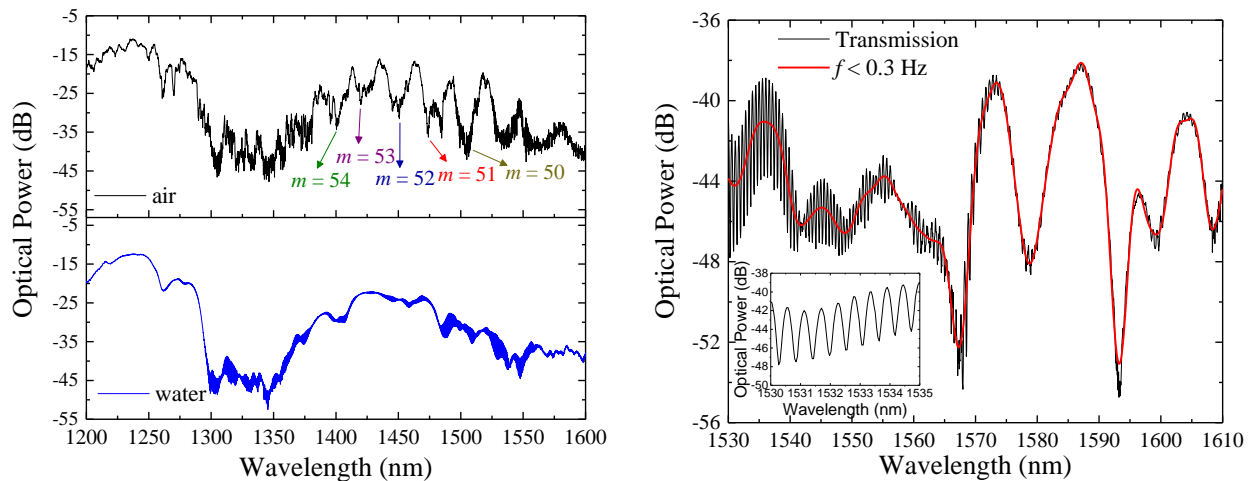 -5
-15
-25
-35
-45
-55
m = 54
m = 53
m = 52
m = 51
m = 50
air
-5
-15
-25
-35
-45
-55
water
1200 1250 1300 1350 1400 1450 1500 1550 1600
Wavelength (nm)
Optical Power (dB)
-36
-40
-44
-48
-52
-56
Transmission
f < 0.3 Hz
-38
-40
-42
-44
-46
-48
-50
1530 1531 1532 1533 1534 1535
Wavelength (nm)
Optical Power (dB)
1530 1540 1550 1560 1570 1580 1590 1600 1610
Wavelength (nm)
Optical Power (dB)